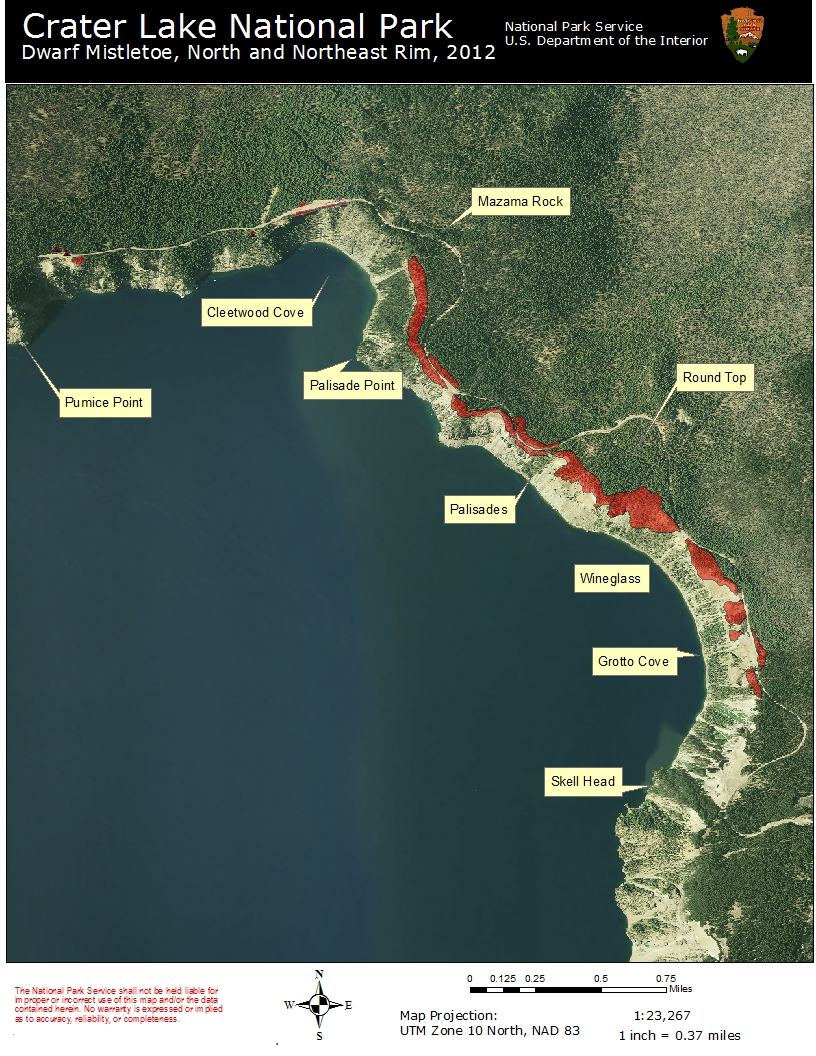 Crater Lake National Park
Dwarf Mistletoe, North and Northeast Rim, 2012
National Park Service
U.S. Department of the Interior
Mazama Rock
Cleetwood Cove
Palisade Point
Round Top
Pumice Point
Palisades
Wineglass
Grotto Cove
Skell Head
The National Park Service shall not be held liable for
improper or incorrect use of this map and/or the data
contained herein. No warranty is expressed or implied
as to accuracy, reliability, or completeness.
N
W E
S
0 0.125 0.25 0.5 0.75
Miles
Map Projection:
UTM Zone 10 North, NAD 83
1:23,267
1 inch = 0.37 miles